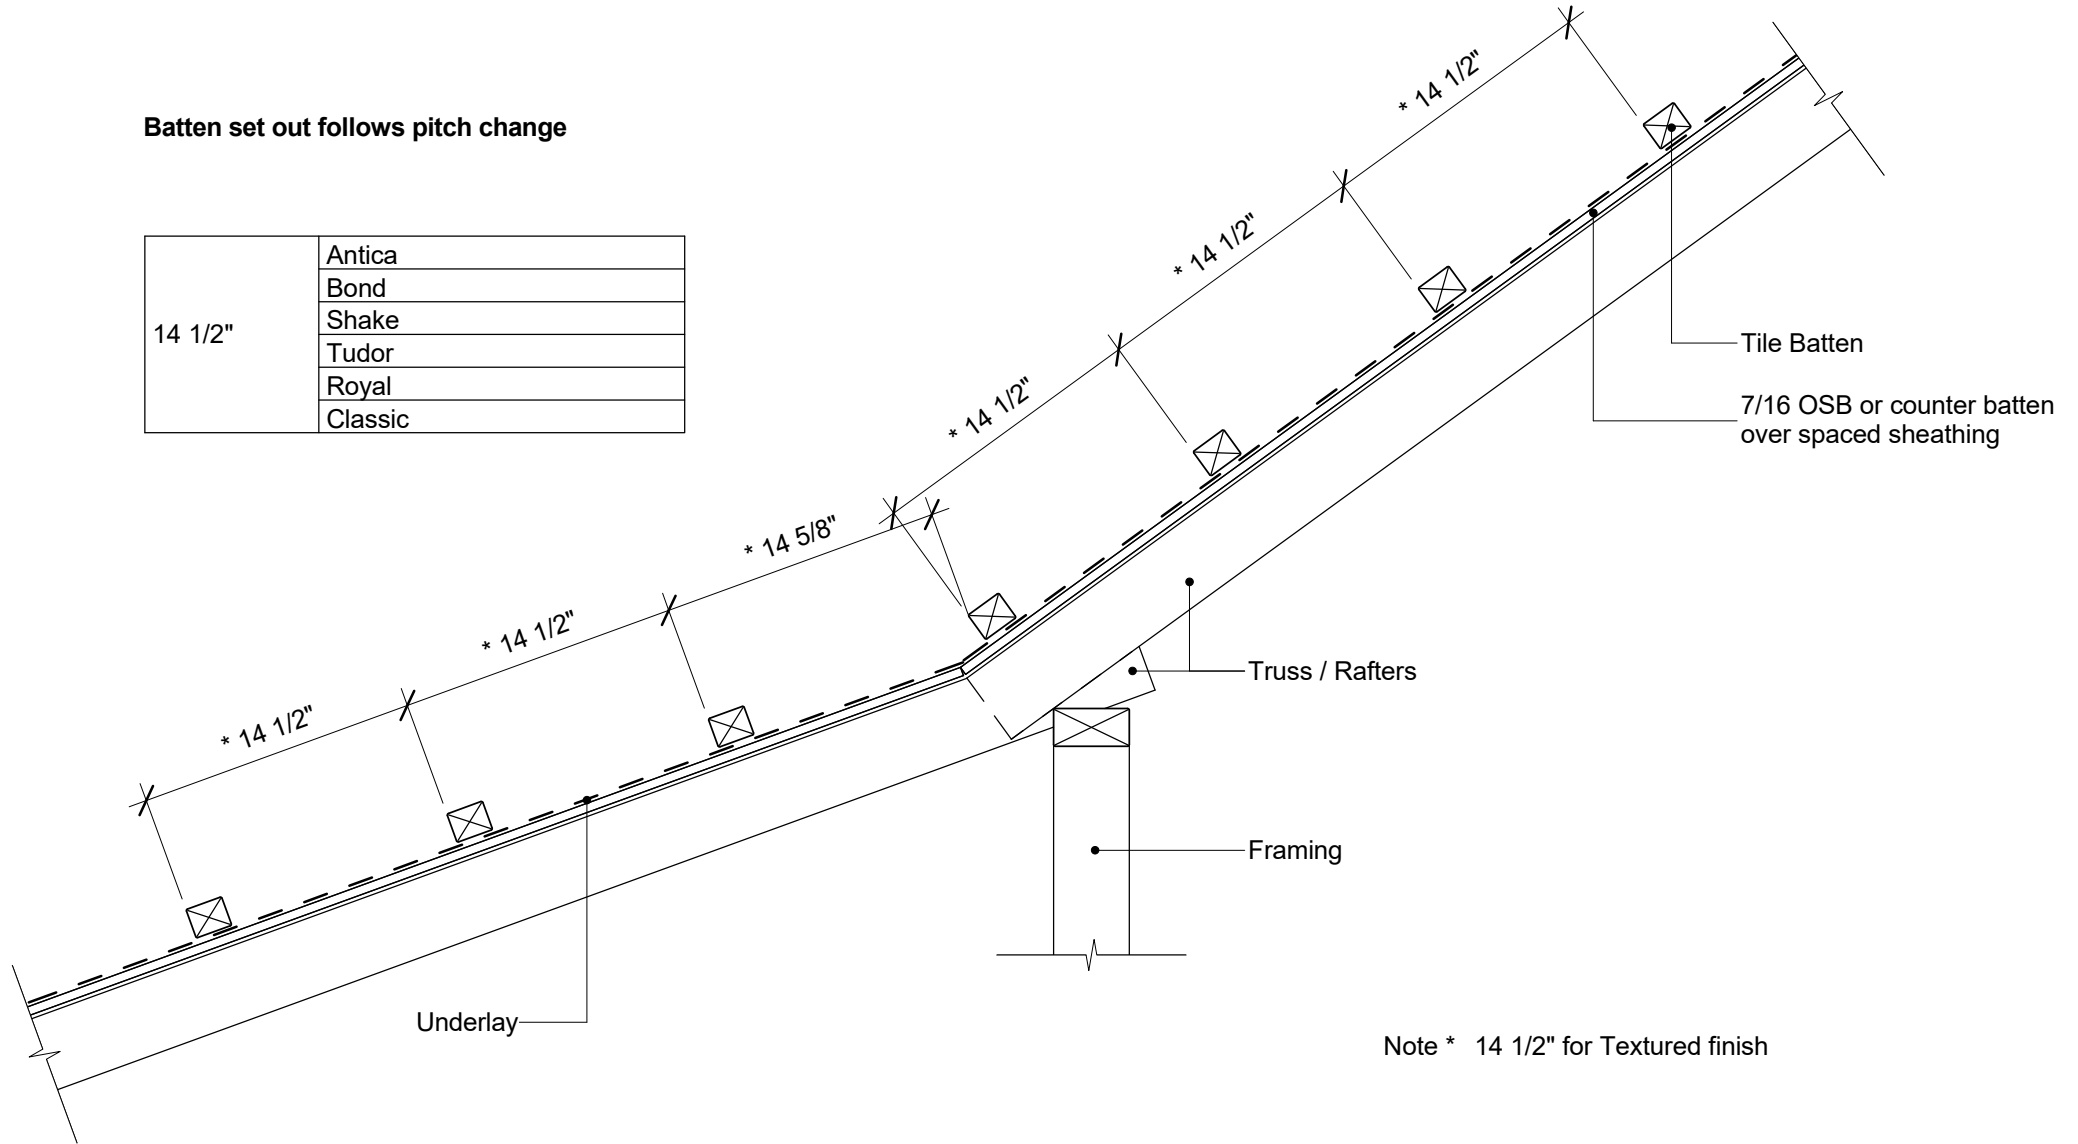 Batten set out follows pitch change
14 1/2"
Antica
Bond
Shake
Tudor
Royal
Classic
* 14 1/2"
* 14 1/2"
* 14 1/2"
* 14 5/8"
* 14 1/2"
* 14 1/2"
Tile Batten
7/16 OSB or counter batten
over spaced sheathing
Truss / Rafters
Framing
Underlay
Note * 14 1/2" for Textured finish